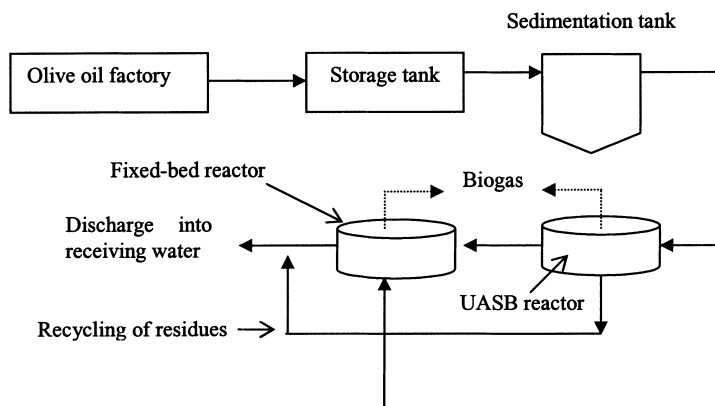 Sedimentation tank
Olive oil factory
Storage tank
Fixed-bed reactor
Biogas
Discharge into
receiving water
UASB reactor
Recycling of residues